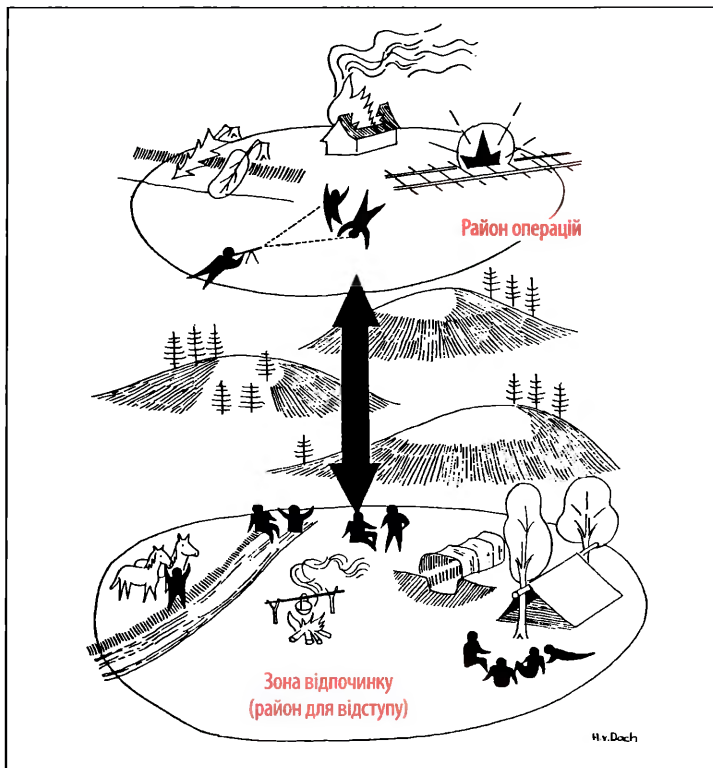 Район операцій
Зона відпочинку
(район для відступу)
H.v.Dach